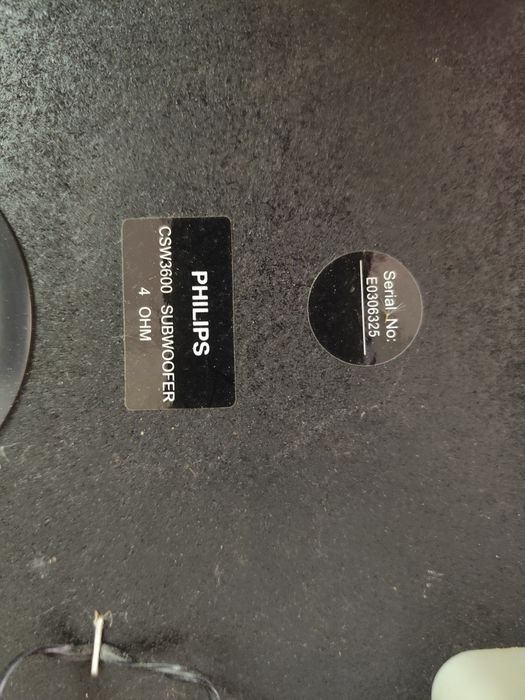 Serial No:
E0306325
PHILIPS
CSW3600 SUBWOOFER
4 OHM